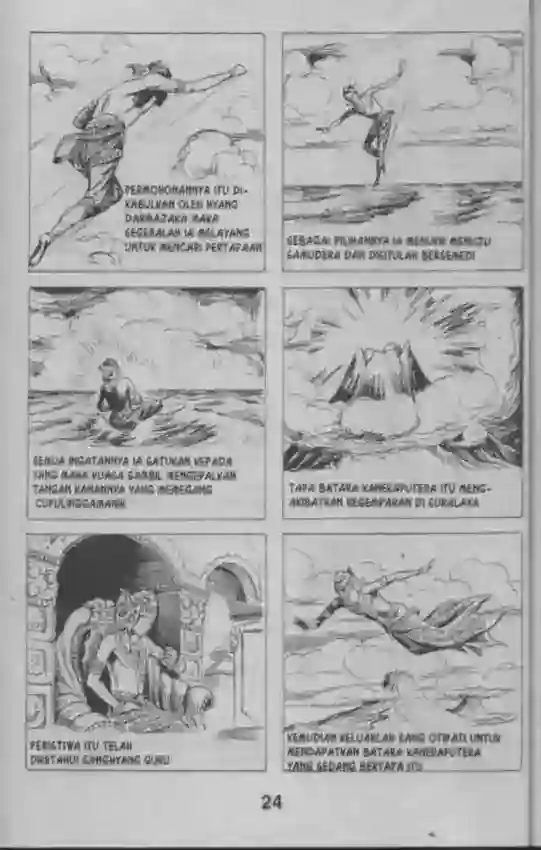 PERMOHONANNYA ITU DI-
KABULKAN OLEH HYANG
DARMAJAKA MAKA
SEGERALAH IA MELAYANG
UNTUK MENCARI PERTAPAAN
SEBAGAI PILIHANNYA IA MENUKIK MENUJU
SAMUDERA DAN DISITULAH BERSEMEDI
SEMUA INGATANNYA IA SATUKAN KEPADA
YANG MAHA KUASA SAMBIL MENGEPALKAN
TANGAN KANANNYA YANG MEMEGANG
CUPULINGGAMANIK
TAPA BATARA KANEKAPUTERA ITU MENG-
AKIBATKAN KEGEMPARAN DI SURALAYA
PERISTIWA ITU TELAH
DIKETAHUI SANGHYANG GURU
KEMUDIAN KELUARLAH SANG OTIPATI UNTUK
MENDAPATKAN BATARA KANEKAPUTERA
YANG SEDANG BERTAPA ITU
24